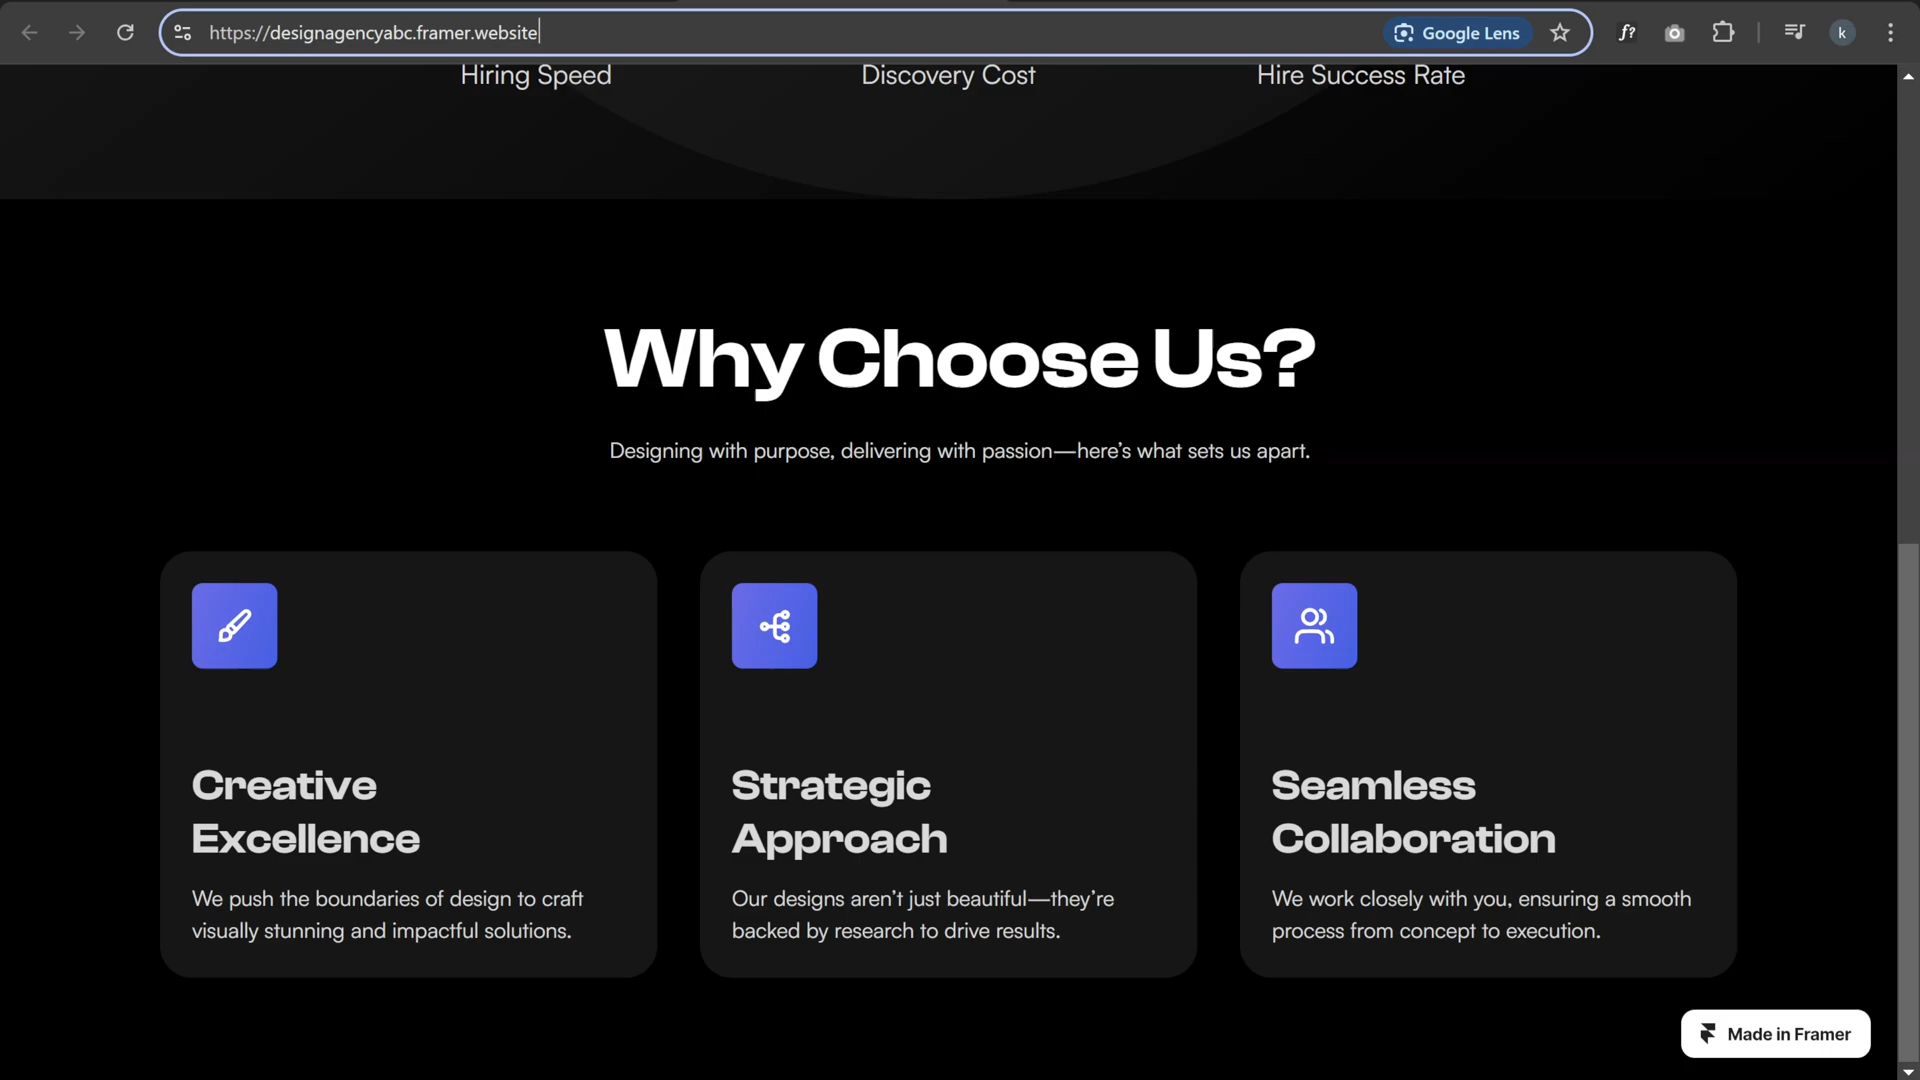 https://designagencyabc.framer.website
Google Lens
f?
k
Hiring Speed
Discovery Cost
Hire Success Rate
Why Choose Us?
Designing with purpose, delivering with passion—here’s what sets us apart.
Creative
Excellence
We push the boundaries of design to craft
visually stunning and impactful solutions.
Strategic
Approach
Our designs aren’t just beautiful—they’re
backed by research to drive results.
Seamless
Collaboration
We work closely with you, ensuring a smooth
process from concept to execution.
Made in Framer